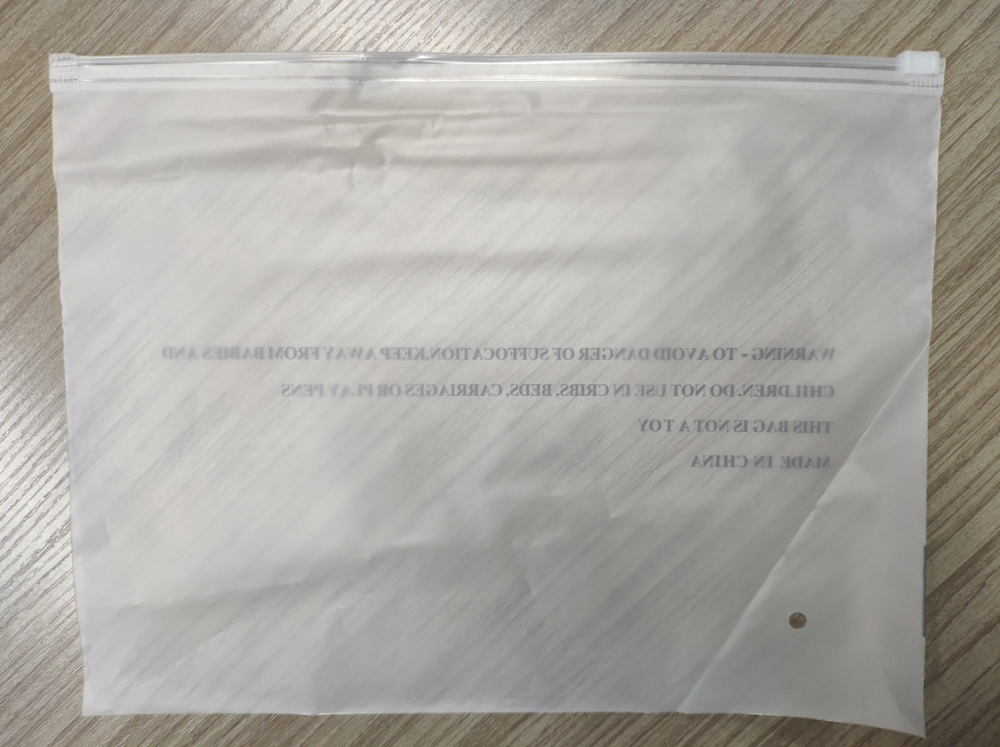 WARNING - TO AVOID DANGER OF SUFFOCATION.KEEP AWAY FROM BABIES AND
CHILDREN. DO NOT USE IN CRIBS, BEDS, CARRIAGES OR PLAY PENS
THIS BAG IS NOT A TOY
MADE IN CHINA